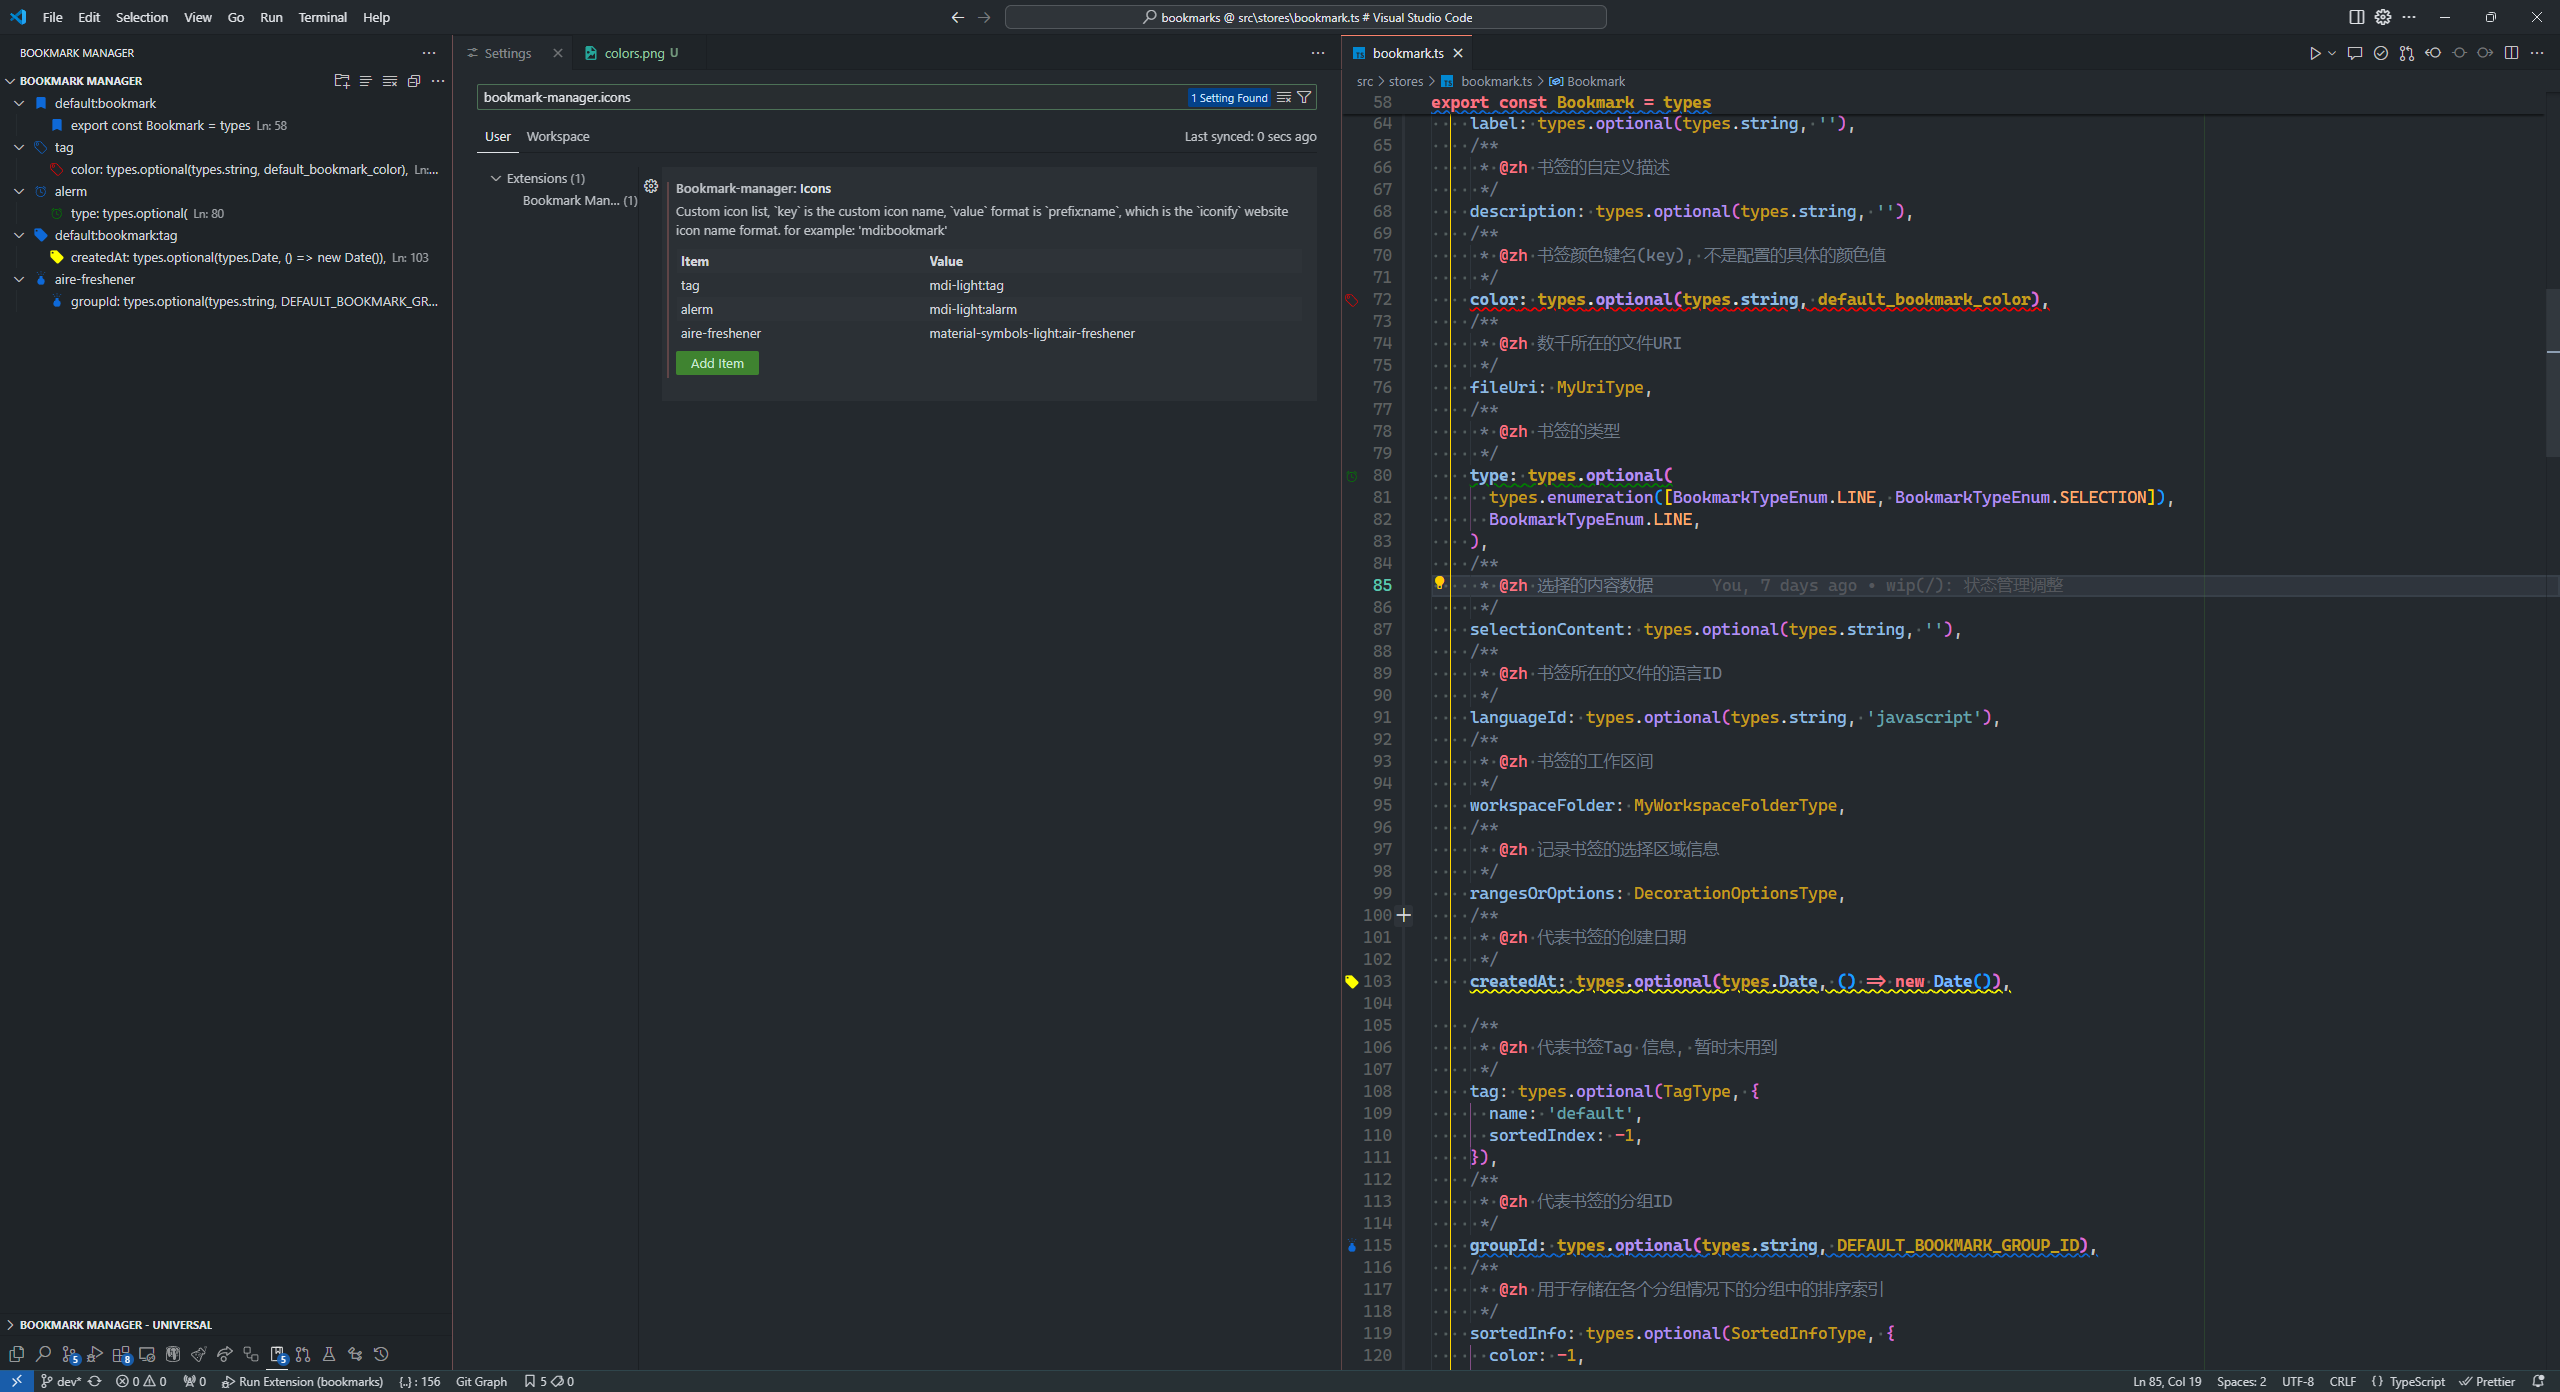 File Edit Selection View Go Run Terminal Help
bookmarks @ src\stores\bookmark.ts # Visual Studio Code
BOOKMARK MANAGER
BOOKMARK MANAGER
default:bookmark
export const Bookmark = types Ln: 58
tag
color: types.optional(types.string, default_bookmark_color), Ln:...
alerm
type: types.optional( Ln: 80
default:bookmark:tag
createdAt: types.optional(types.Date, () => new Date()), Ln: 103
aire-freshener
groupId: types.optional(types.string, DEFAULT_BOOKMARK_GR...
BOOKMARK MANAGER - UNIVERSAL
5 8 5
Settings
colors.png U
bookmark-manager.icons
1 Setting Found
User Workspace
Last synced: 0 secs ago
Extensions (1)
Bookmark Man... (1)
Bookmark-manager: Icons
Custom icon list, `key` is the custom icon name, `value` format is `prefix:name`, which is the `iconify` website
icon name format. for example: 'mdi:bookmark'
Item Value
tag mdi-light:tag
alerm mdi-light:alarm
aire-freshener material-symbols-light:air-freshener
Add Item
bookmark.ts
src > stores > bookmark.ts > Bookmark
58 export const Bookmark = types
64 label: types.optional(types.string, ''),
65 /**
66 * @zh 书签的自定义描述
67 */
68 description: types.optional(types.string, ''),
69 /**
70 * @zh 书签颜色键名(key), 不是配置的具体的颜色值
71 */
72 color: types.optional(types.string, default_bookmark_color),
73 /**
74 * @zh 数千所在的文件URI
75 */
76 fileUri: MyUriType,
77 /**
78 * @zh 书签的类型
79 */
80 type: types.optional(
81 types.enumeration([BookmarkTypeEnum.LINE, BookmarkTypeEnum.SELECTION]),
82 BookmarkTypeEnum.LINE,
83 ),
84 /**
85 * @zh 选择的内容数据 You, 7 days ago • wip(/): 状态管理调整
86 */
87 selectionContent: types.optional(types.string, ''),
88 /**
89 * @zh 书签所在的文件的语言ID
90 */
91 languageId: types.optional(types.string, 'javascript'),
92 /**
93 * @zh 书签的工作区间
94 */
95 workspaceFolder: MyWorkspaceFolderType,
96 /**
97 * @zh 记录书签的选择区域信息
98 */
99 rangesOrOptions: DecorationOptionsType,
100 /**
101 * @zh 代表书签的创建日期
102 */
103 createdAt: types.optional(types.Date, () => new Date()),
104
105 /**
106 * @zh 代表书签Tag 信息, 暂时未用到
107 */
108 tag: types.optional(TagType, {
109 name: 'default',
110 sortedIndex: -1,
111 }),
112 /**
113 * @zh 代表书签的分组ID
114 */
115 groupId: types.optional(types.string, DEFAULT_BOOKMARK_GROUP_ID),
116 /**
117 * @zh 用于存储在各个分组情况下的分组中的排序索引
118 */
119 sortedInfo: types.optional(SortedInfoType, {
120 color: -1,
dev* 0 0 0 Run Extension (bookmarks) {..} : 156 Git Graph 5 0
Ln 85, Col 19 Spaces: 2 UTF-8 CRLF { } TypeScript Prettier